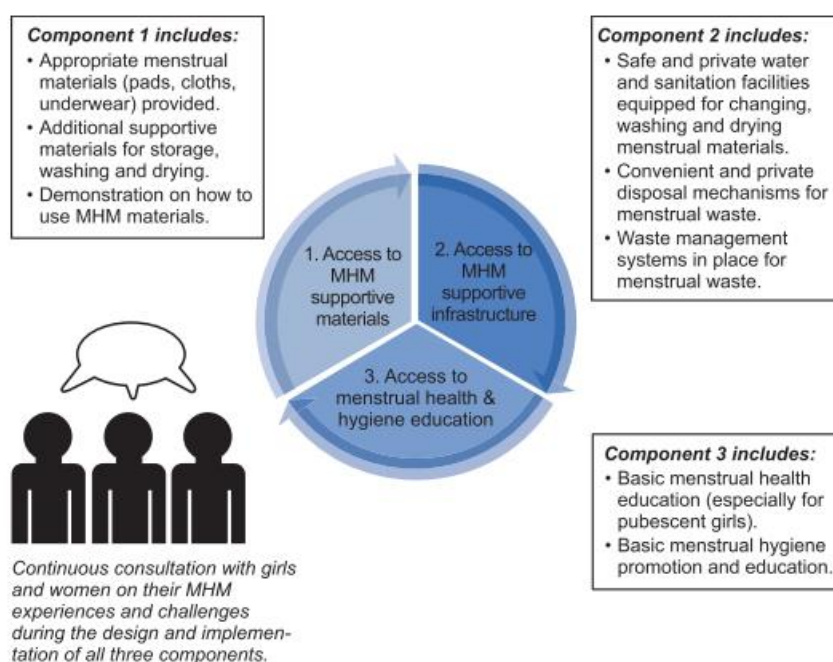 Component 1 includes:
• Appropriate menstrual
materials (pads, cloths,
underwear) provided.
• Additional supportive
materials for storage,
washing and drying.
• Demonstration on how to
use MHM materials.
Component 2 includes:
• Safe and private water
and sanitation facilities
equipped for changing,
washing and drying
menstrual materials.
• Convenient and private
disposal mechanisms for
menstrual waste.
• Waste management
systems in place for
menstrual waste.
1. Access to
MHM
supportive
materials
2. Access to
MHM
supportive
infrastructure
3. Access to
menstrual health &
hygiene education
Component 3 includes:
• Basic menstrual health
education (especially for
pubescent girls).
• Basic menstrual hygiene
promotion and education.
Continuous consultation with girls
and women on their MHM
experiences and challenges
during the design and implemen-
tation of all three components.